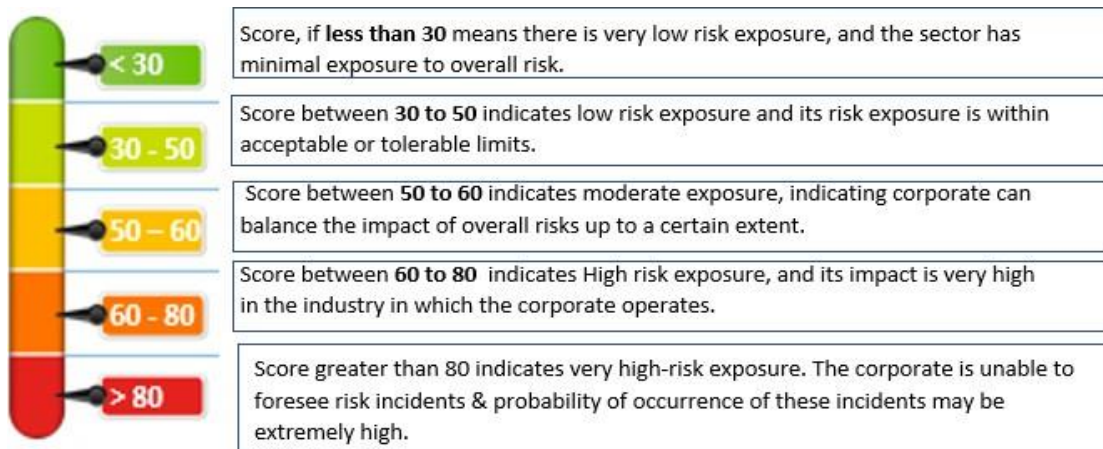 < 30
Score, if less than 30 means there is very low risk exposure, and the sector has
minimal exposure to overall risk.
30 - 50
Score between 30 to 50 indicates low risk exposure and its risk exposure is within
acceptable or tolerable limits.
50 – 60
Score between 50 to 60 indicates moderate exposure, indicating corporate can
balance the impact of overall risks up to a certain extent.
60 - 80
Score between 60 to 80 indicates High risk exposure, and its impact is very high
in the industry in which the corporate operates.
> 80
Score greater than 80 indicates very high-risk exposure. The corporate is unable to
foresee risk incidents & probability of occurrence of these incidents may be
extremely high.